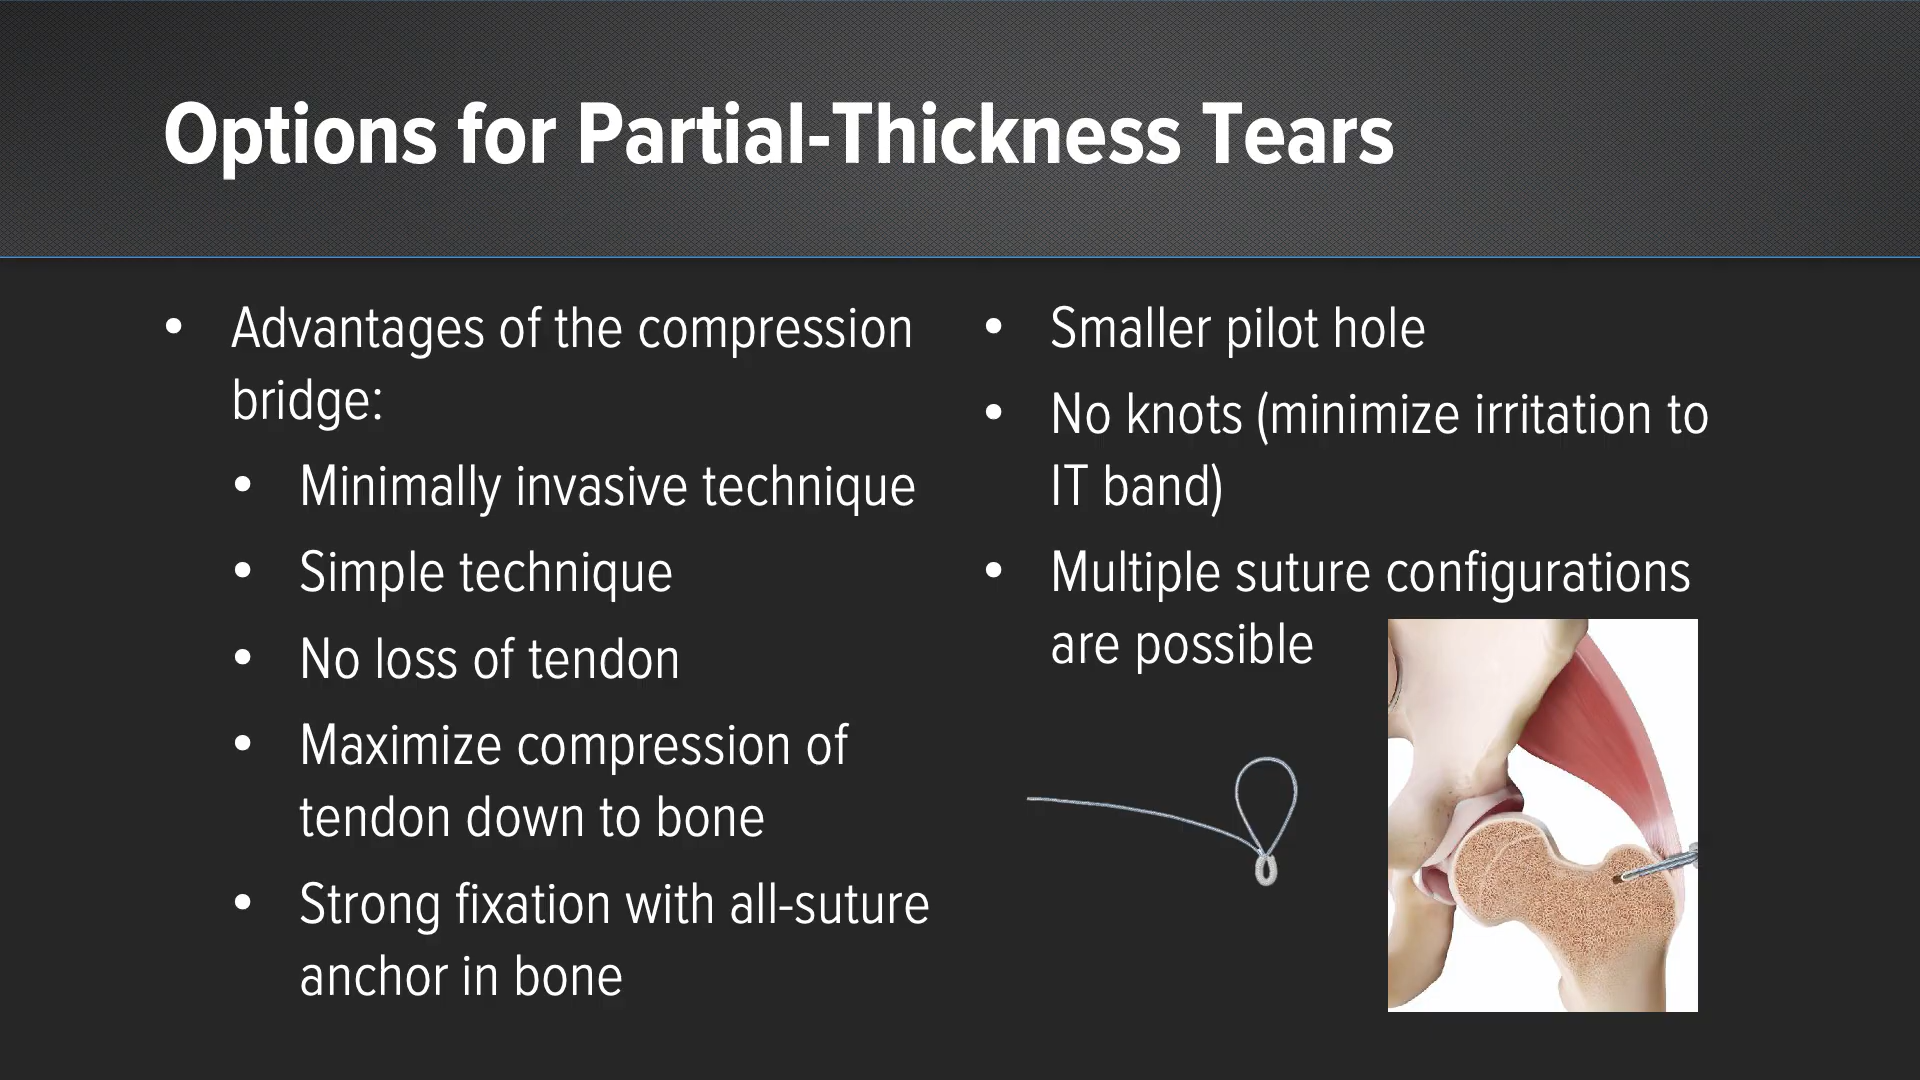 Options for Partial-Thickness Tears
• Advantages of the compression
bridge:
• Minimally invasive technique
• Simple technique
• No loss of tendon
• Maximize compression of
tendon down to bone
• Strong fixation with all-suture
anchor in bone
• Smaller pilot hole
• No knots (minimize irritation to
IT band)
• Multiple suture configurations
are possible